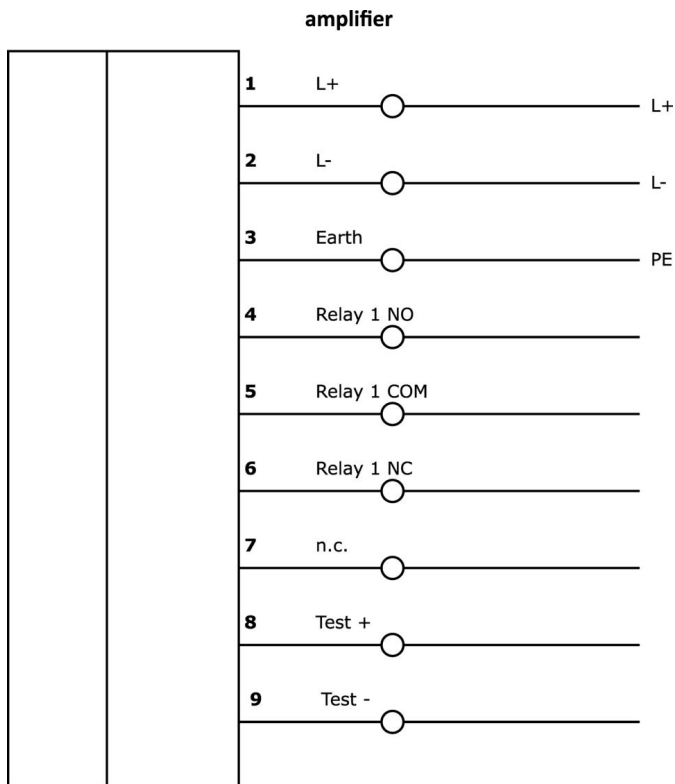 amplifier
1 L+
L+
2 L-
L-
3 Earth
PE
4 Relay 1 NO
5 Relay 1 COM
6 Relay 1 NC
7 n.c.
8 Test +
9 Test -